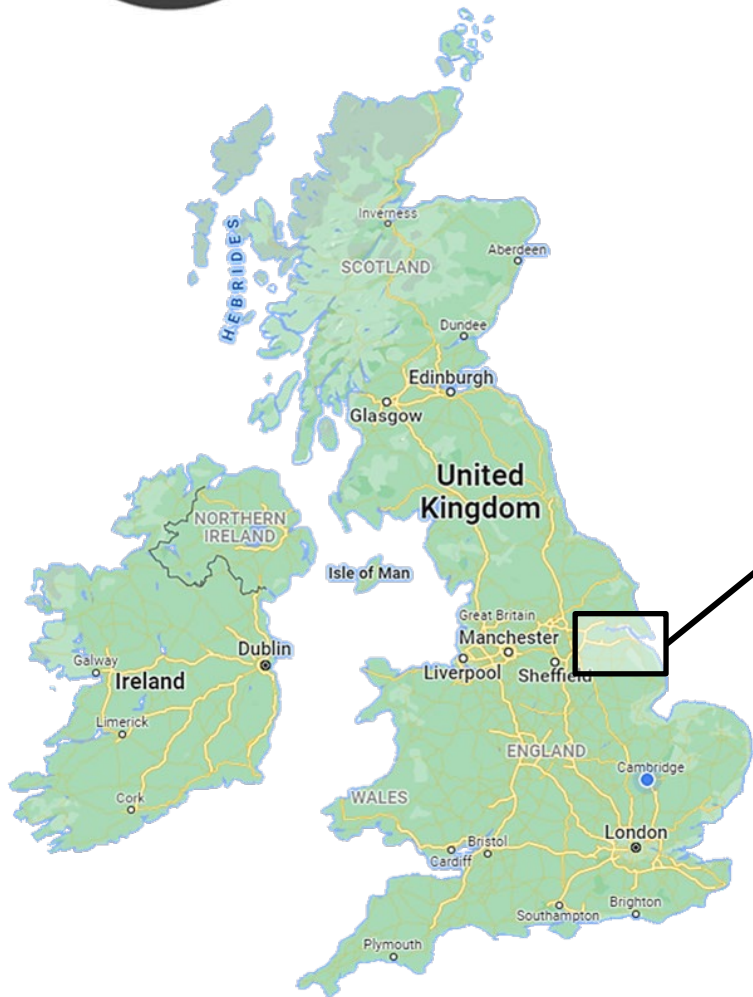 Inverness
Aberdeen
SCOTLAND
HEBRIDES
Dundee
Edinburgh
Glasgow
United
Kingdom
NORTHERN
IRELAND
Isle of Man
Great Britain
Manchester
Dublin
Galway
Liverpool
Sheffield
Ireland
Limerick
ENGLAND
Cambridge
WALES
Cork
London
Bristol
Cardiff
Brighton
Southampton
Plymouth